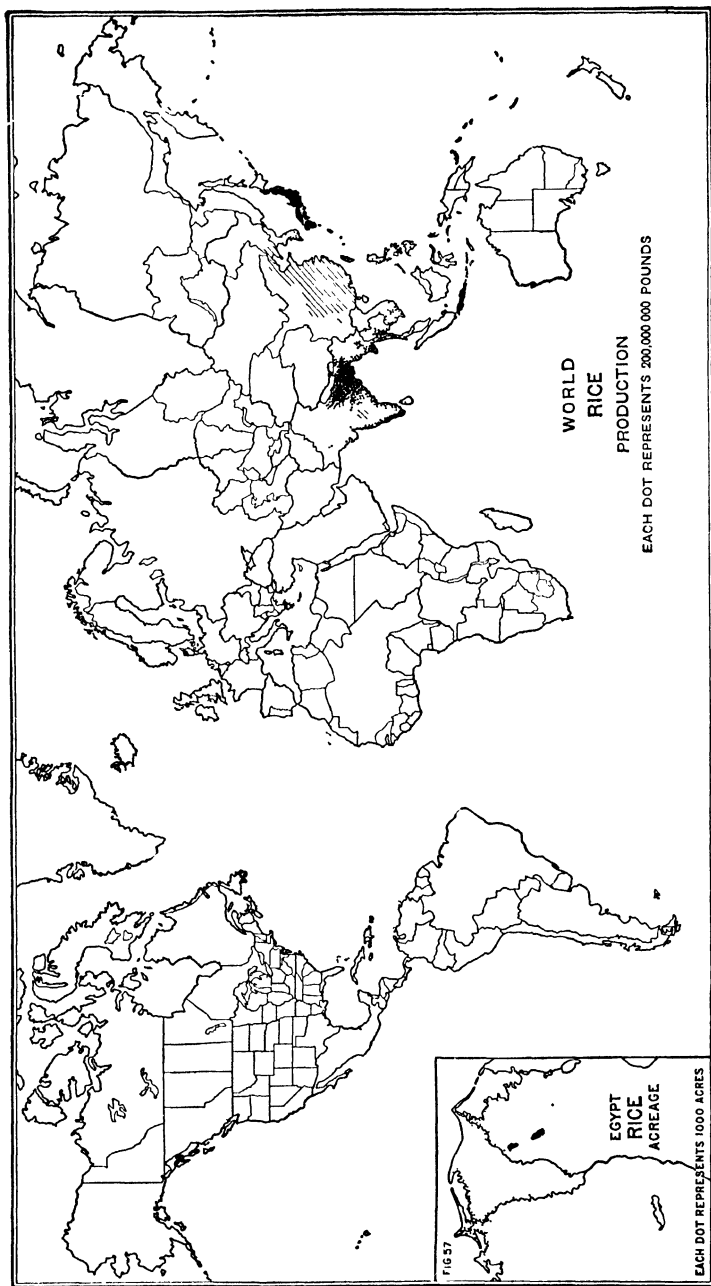 WORLD
RICE
PRODUCTION
EACH DOT REPRESENTS 200,000 000 POUNDS
FIG 57
EGYPT
RICE
ACREAGE
EACH DOT REPRESENTS 1000 ACRES